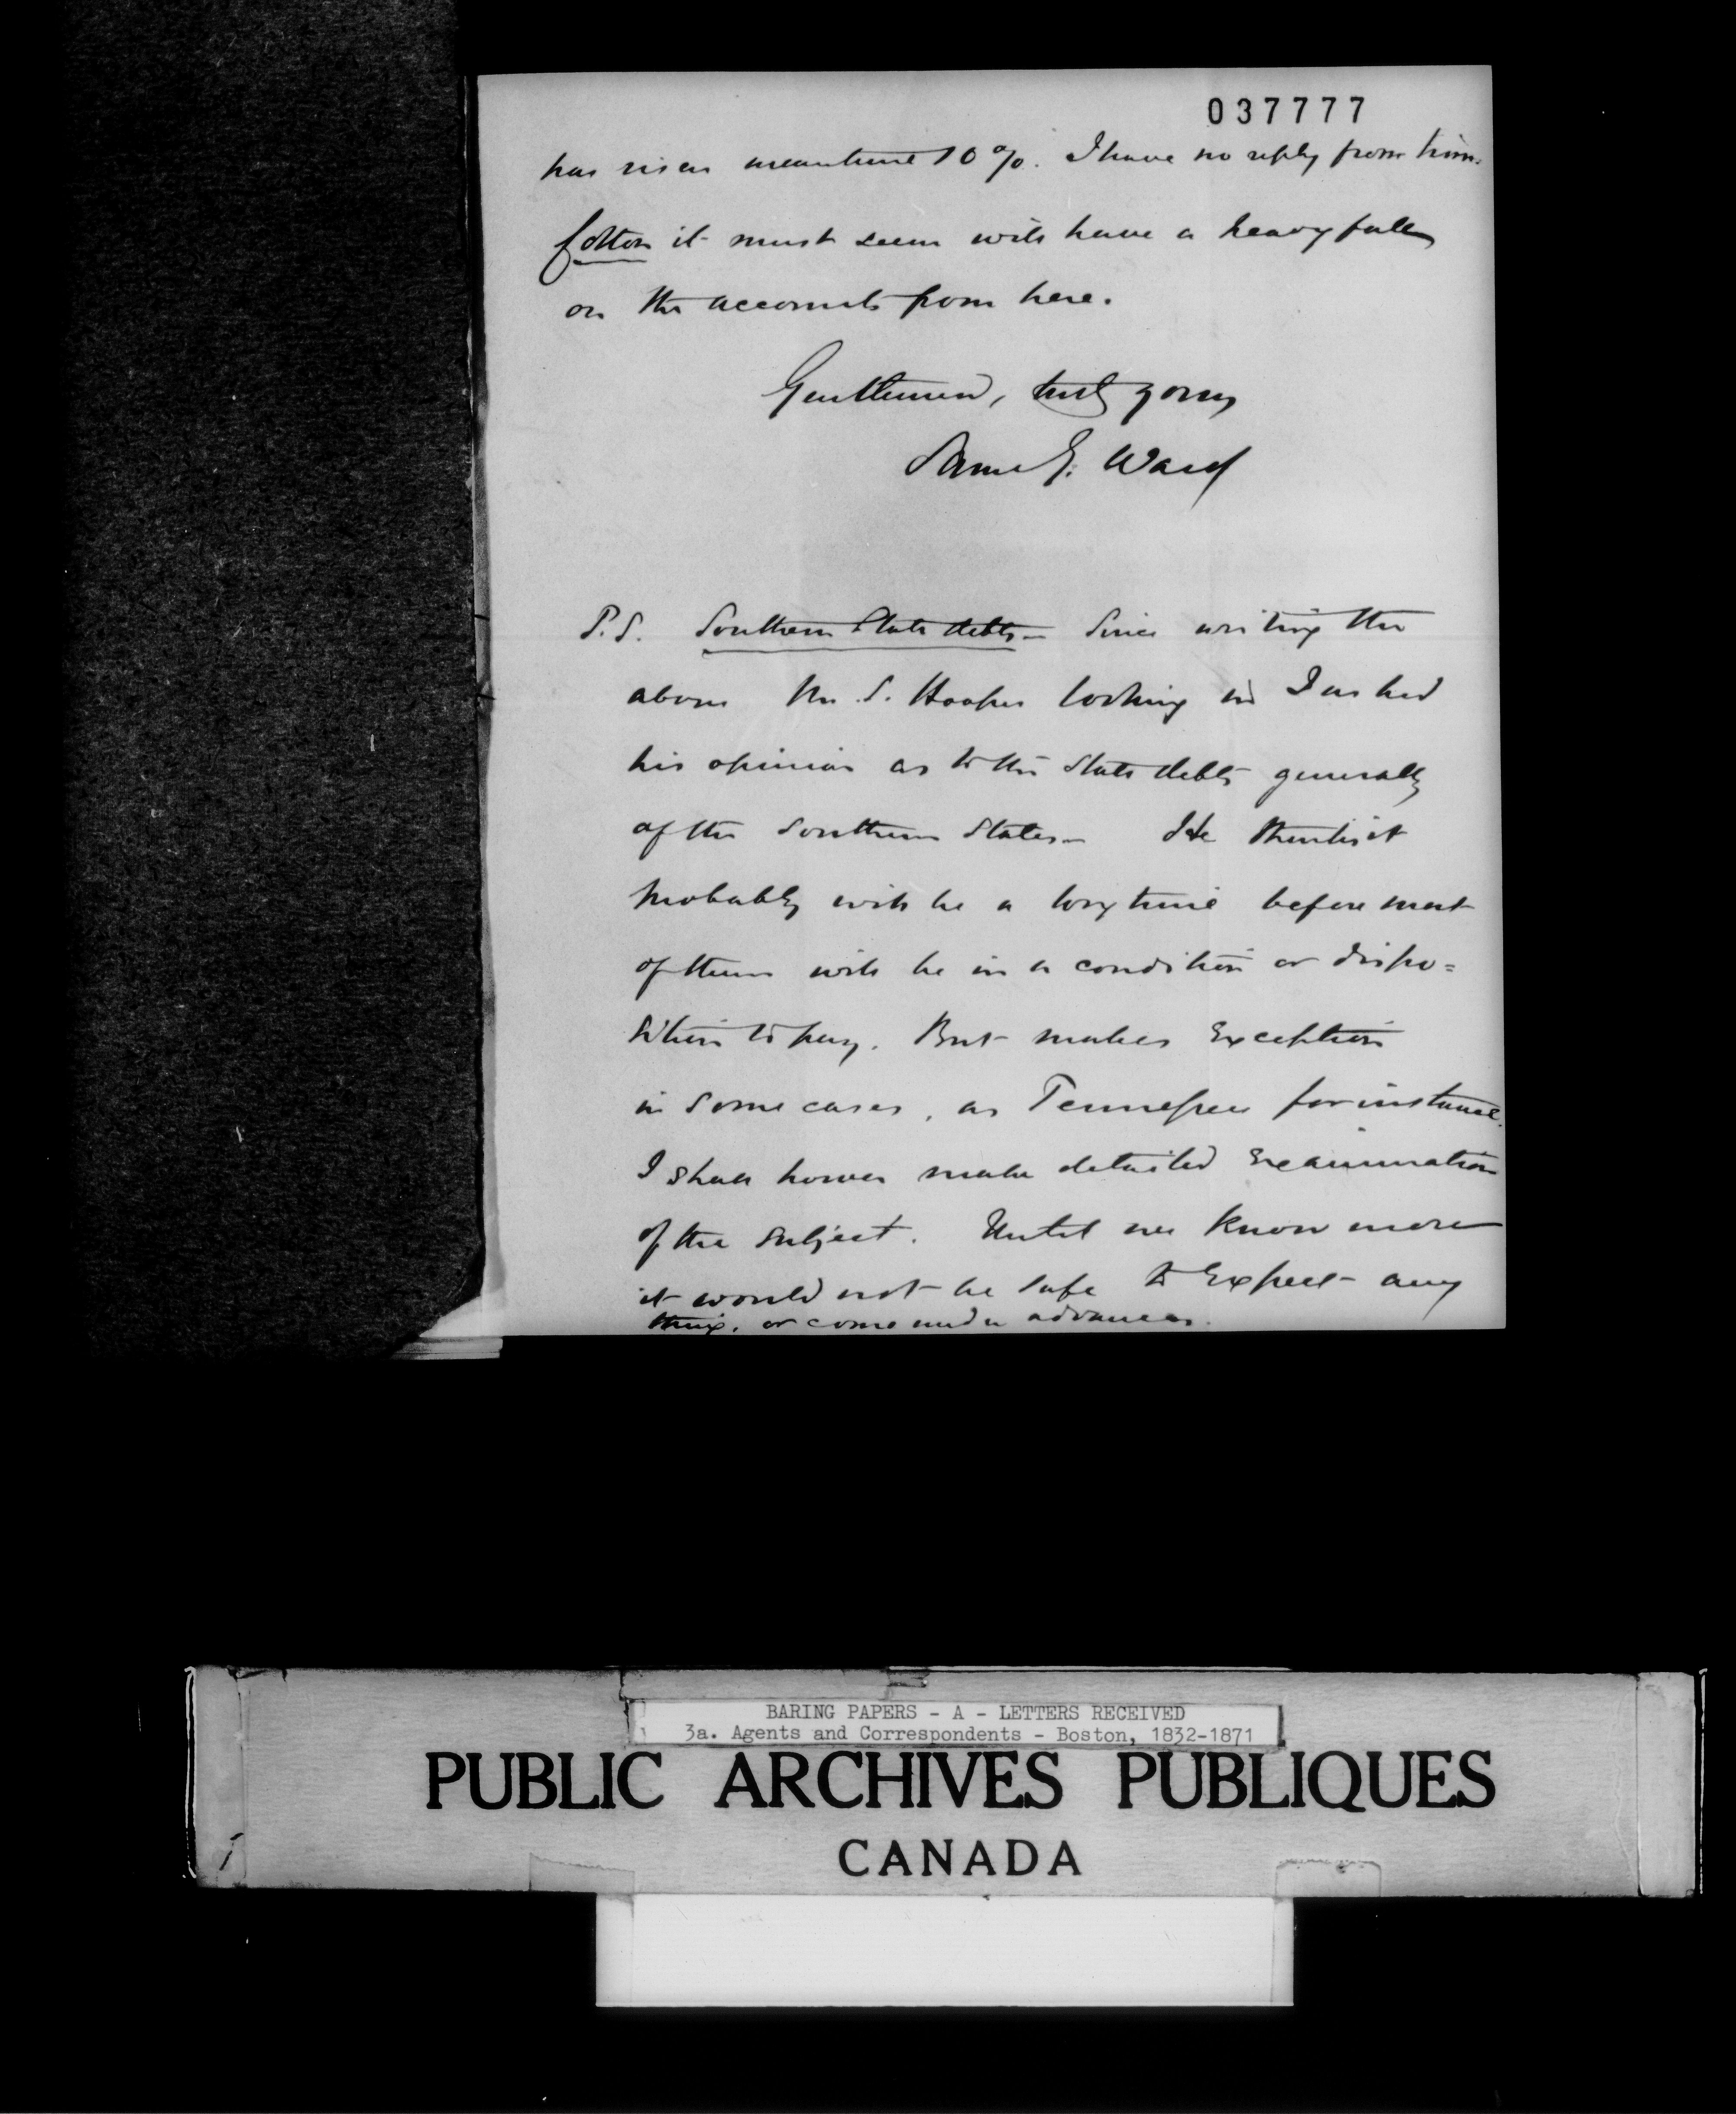 037777
has risen meantime 10%. I have no reply from him.
Cotton it must seem will have a heavy fall
on the accounts from here.
Gentlemen, truly yours
Saml G. Ward
P.S. Southern State debts - Since writing the
above Mr S. Hooper looking in I asked
his opinion as to the State debts generally
of the Southern States - He thinks it
probably will be a long time before most
of them will be in a condition or dispo=
sition to pay. But makes exception
in some cases, as Tennessee for instance.
I shall however make detailed examination
of the subject. Until we know more
it would not be safe to expect any
thing, or come under advances.
BARING PAPERS - A - LETTERS RECEIVED
3a. Agents and Correspondents - Boston, 1832-1871
PUBLIC ARCHIVES PUBLIQUES
CANADA